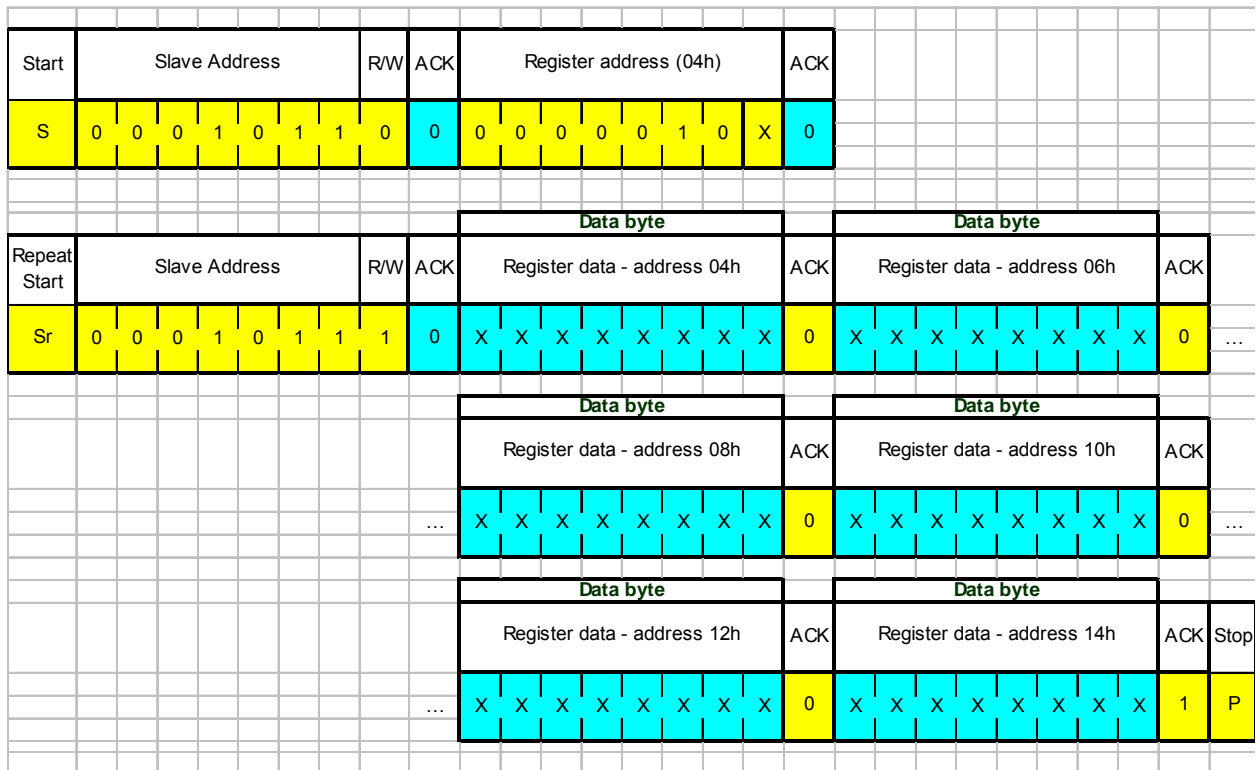 Start Slave Address R/W ACK Register address (04h) ACK
S 0 0 0 1 0 1 1 0 0 0 0 0 0 0 1 0 X 0
Data byte Data byte
Repeat Start Slave Address R/W ACK Register data - address 04h ACK Register data - address 06h ACK
Sr 0 0 0 1 0 1 1 1 0 X X X X X X X X 0 X X X X X X X X 0 ...
Data byte Data byte
Register data - address 08h ACK Register data - address 10h ACK
... X X X X X X X X 0 X X X X X X X X 0 ...
Data byte Data byte
Register data - address 12h ACK Register data - address 14h ACK Stop
... X X X X X X X X 0 X X X X X X X X 1 P